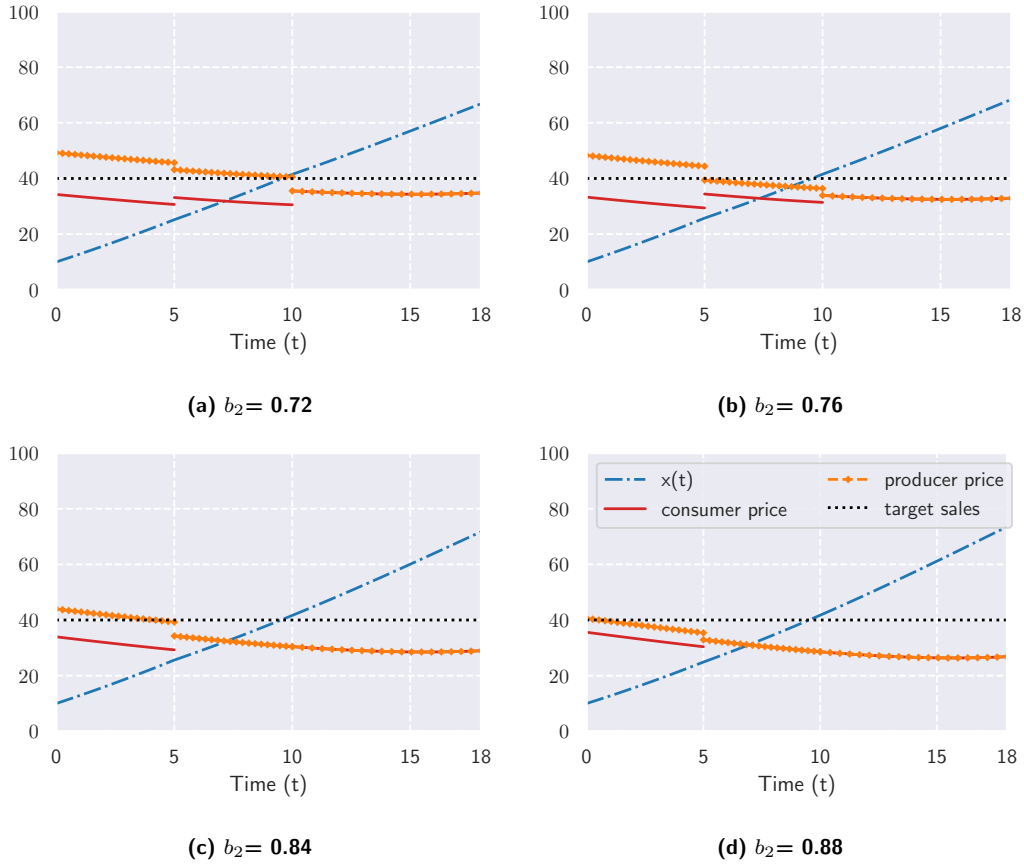 100
80
60
40
20
0
0 5 10 15 18
Time (t)
(a) b₂= 0.72
100
80
60
40
20
0
0 5 10 15 18
Time (t)
(b) b₂= 0.76
100
80
60
40
20
0
0 5 10 15 18
Time (t)
(c) b₂= 0.84
100
80
60
40
20
0
x(t)
consumer price
producer price
target sales
0 5 10 15 18
Time (t)
(d) b₂= 0.88